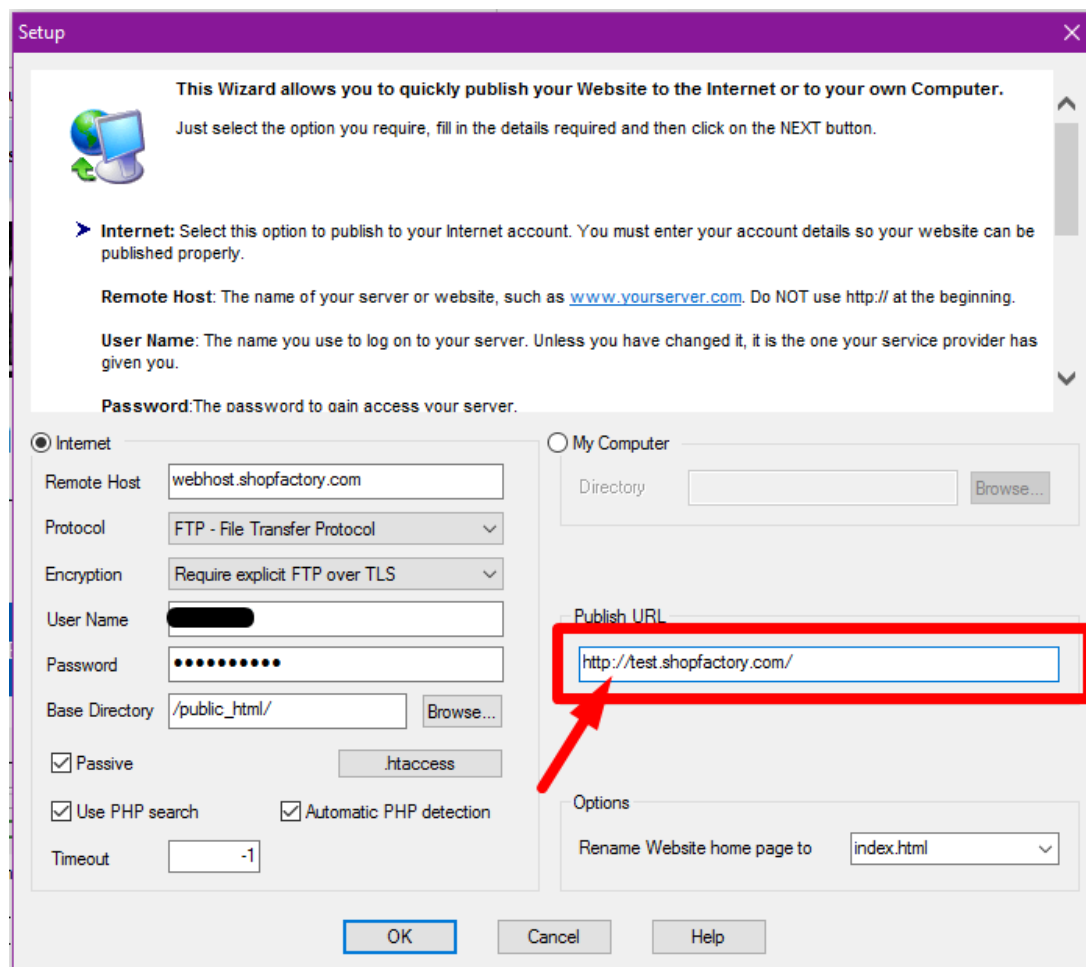 Setup
This Wizard allows you to quickly publish your Website to the Internet or to your own Computer.
Just select the option you require, fill in the details required and then click on the NEXT button.
Internet: Select this option to publish to your Internet account. You must enter your account details so your website can be
published properly.
Remote Host: The name of your server or website, such as www.yourserver.com. Do NOT use http:// at the beginning.
User Name: The name you use to log on to your server. Unless you have changed it, it is the one your service provider has
given you.
Password:The password to gain access your server.
Internet
Remote Host webhost.shopfactory.com
Protocol FTP - File Transfer Protocol
Encryption Require explicit FTP over TLS
User Name
Password ••••••••••
Base Directory /public_html/ Browse...
Passive .htaccess
Use PHP search Automatic PHP detection
Timeout -1
My Computer
Directory Browse...
Publish URL
http://test.shopfactory.com/
Options
Rename Website home page to index.html
OK Cancel Help